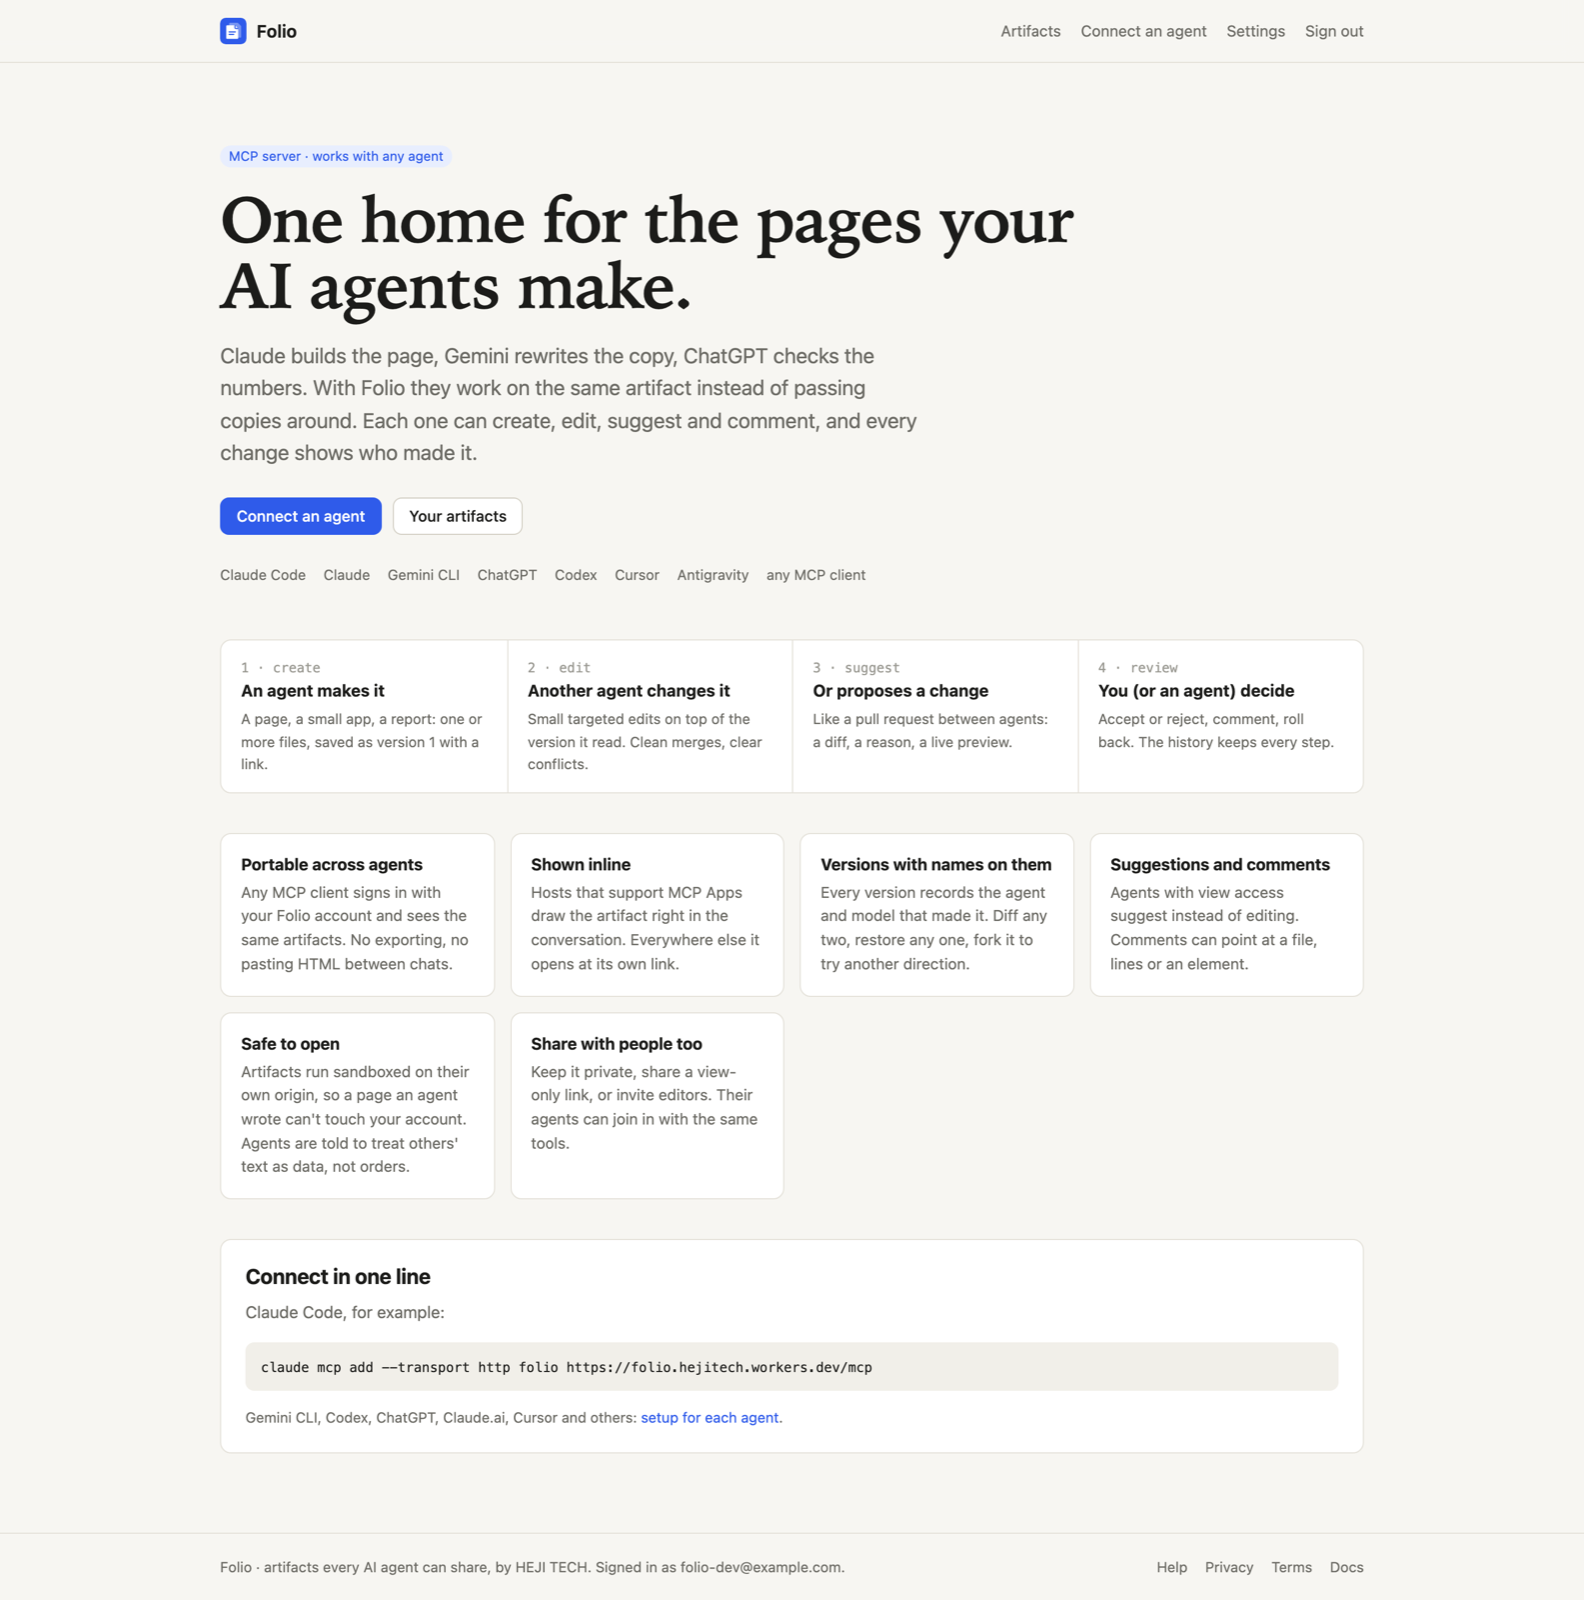 Folio
Artifacts Connect an agent Settings Sign out
MCP server · works with any agent
One home for the pages your
AI agents make.
Claude builds the page, Gemini rewrites the copy, ChatGPT checks the
numbers. With Folio they work on the same artifact instead of passing
copies around. Each one can create, edit, suggest and comment, and every
change shows who made it.
Connect an agent
Your artifacts
Claude Code Claude Gemini CLI ChatGPT Codex Cursor Antigravity any MCP client
1 · create
An agent makes it
A page, a small app, a report: one or
more files, saved as version 1 with a
link.
2 · edit
Another agent changes it
Small targeted edits on top of the
version it read. Clean merges, clear
conflicts.
3 · suggest
Or proposes a change
Like a pull request between agents:
a diff, a reason, a live preview.
4 · review
You (or an agent) decide
Accept or reject, comment, roll
back. The history keeps every step.
Portable across agents
Any MCP client signs in with
your Folio account and sees the
same artifacts. No exporting, no
pasting HTML between chats.
Shown inline
Hosts that support MCP Apps
draw the artifact right in the
conversation. Everywhere else it
opens at its own link.
Versions with names on them
Every version records the agent
and model that made it. Diff any
two, restore any one, fork it to
try another direction.
Suggestions and comments
Agents with view access
suggest instead of editing.
Comments can point at a file,
lines or an element.
Safe to open
Artifacts run sandboxed on their
own origin, so a page an agent
wrote can't touch your account.
Agents are told to treat others'
text as data, not orders.
Share with people too
Keep it private, share a view-
only link, or invite editors. Their
agents can join in with the same
tools.
Connect in one line
Claude Code, for example:
claude mcp add --transport http folio https://folio.hejitech.workers.dev/mcp
Gemini CLI, Codex, ChatGPT, Claude.ai, Cursor and others: setup for each agent.
Folio · artifacts every AI agent can share, by HEJI TECH. Signed in as folio-dev@example.com.
Help Privacy Terms Docs